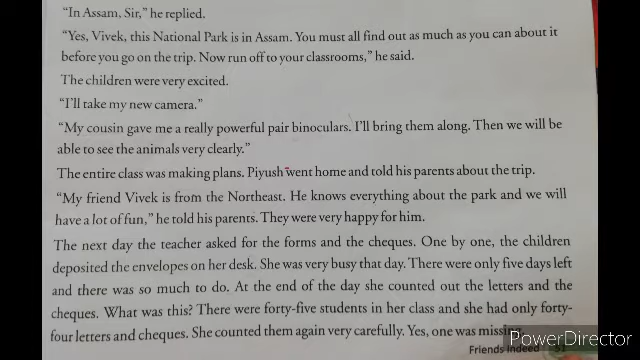 "In Assam, Sir," he replied.
"Yes, Vivek, this National Park is in Assam. You must all find out as much as you can about it
before you go on the trip. Now run off to your classrooms," he said.
The children were very excited.
"I'll take my new camera."
"My cousin gave me a really powerful pair binoculars. I'll bring them along. Then we will be
able to see the animals very clearly."
The entire class was making plans. Piyush went home and told his parents about the trip.
"My friend Vivek is from the Northeast. He knows everything about the park and we will
have a lot of fun," he told his parents. They were very happy for him.
The next day the teacher asked for the forms and the cheques. One by one, the children
deposited the envelopes on her desk. She was very busy that day. There were only five days left
and there was so much to do. At the end of the day she counted out the letters and the
cheques. What was this? There were forty-five students in her class and she had only forty-
four letters and cheques. She counted them again very carefully. Yes, one was missing.
PowerDirector
Friends Indeed